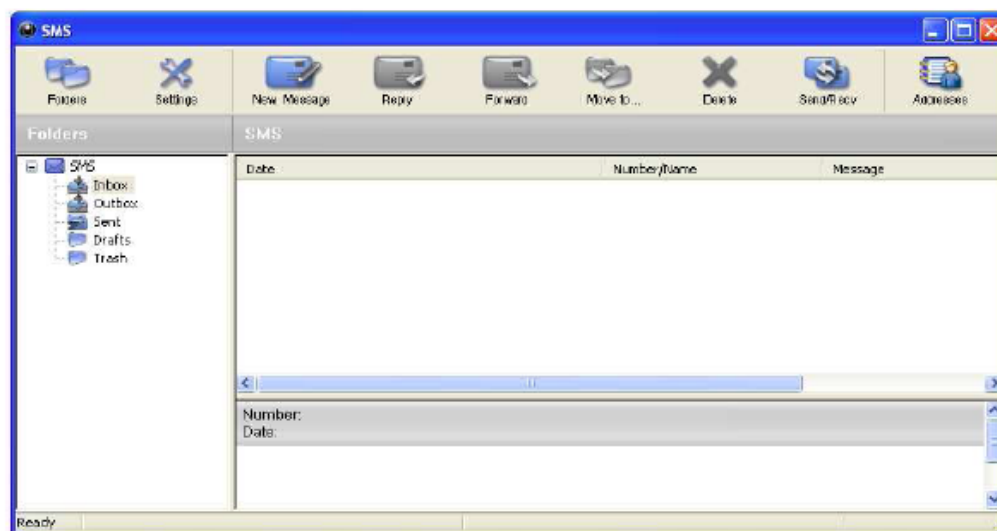 SMS
Folders Settings New Message Reply Forward Move to... Delete Send/Recv Addresses
Folders SMS
SMS
Inbox
Outbox
Sent
Drafts
Trash
Date Number/Name Message
Number:
Date:
Ready